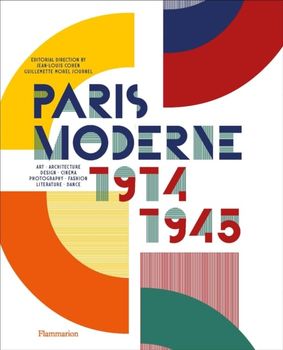 EDITORIAL DIRECTION BY
JEAN-LOUIS COHEN
GUILLEMETTE MOREL JOURNEL
PARIS
MODERNE
ART · ARCHITECTURE
DESIGN · CINEMA
PHOTOGRAPHY · FASHION
LITERATURE · DANCE
1914
1945
Flammarion